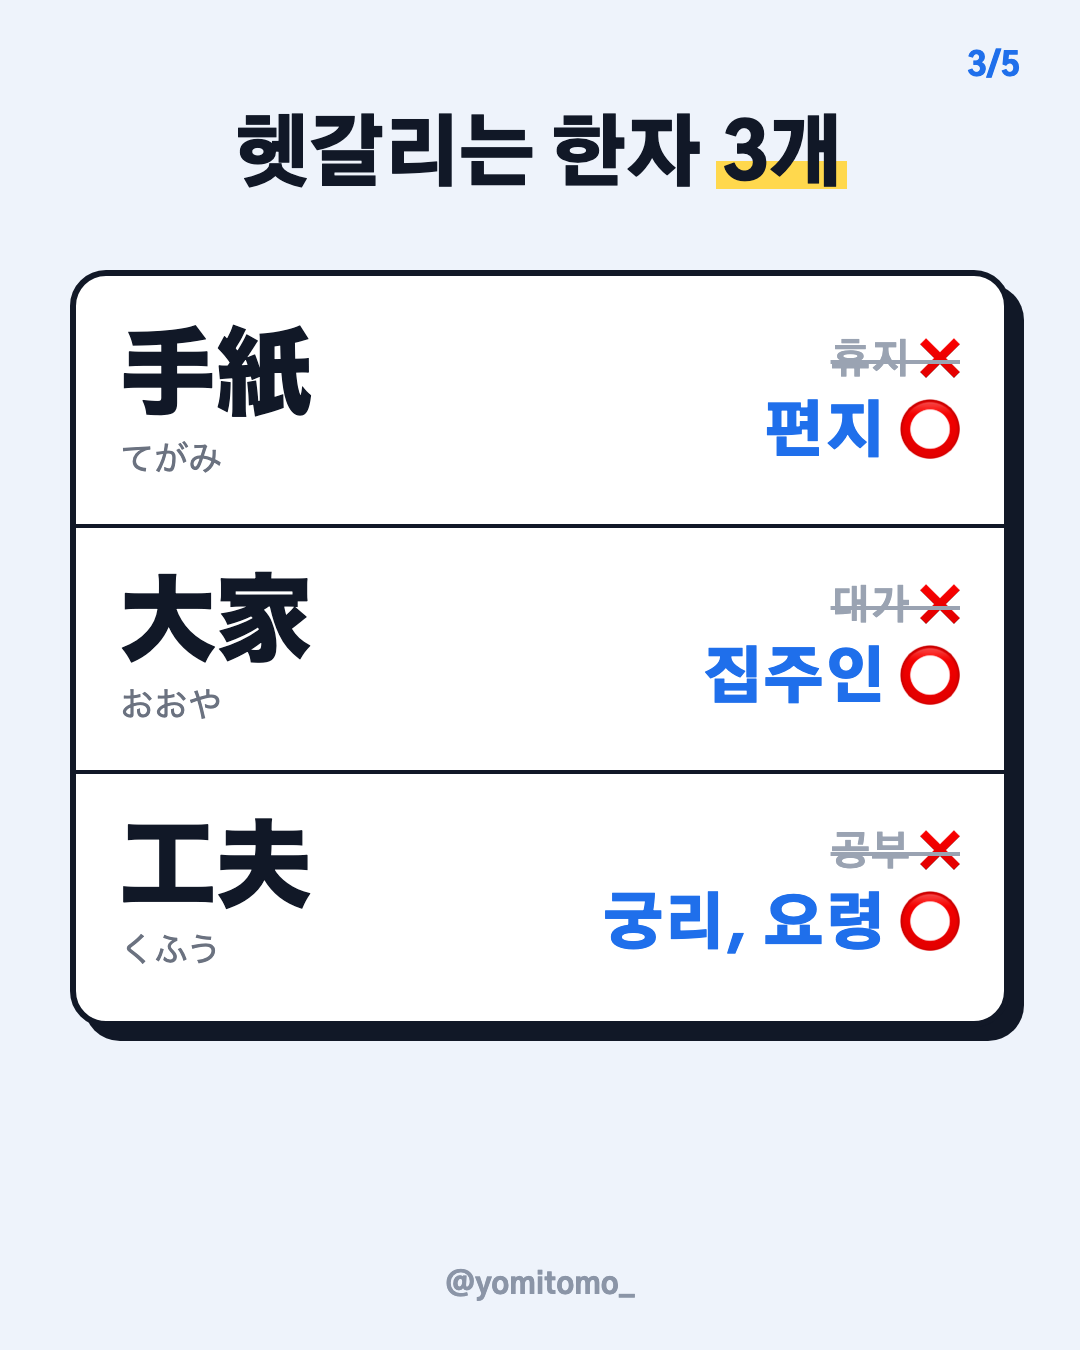 3/5
헷갈리는 한자 3개
手紙
てがみ
휴지 ❌
편지 ⭕
大家
おおや
대가 ❌
집주인 ⭕
工夫
くふう
공부 ❌
궁리, 요령 ⭕
@yomitomo_